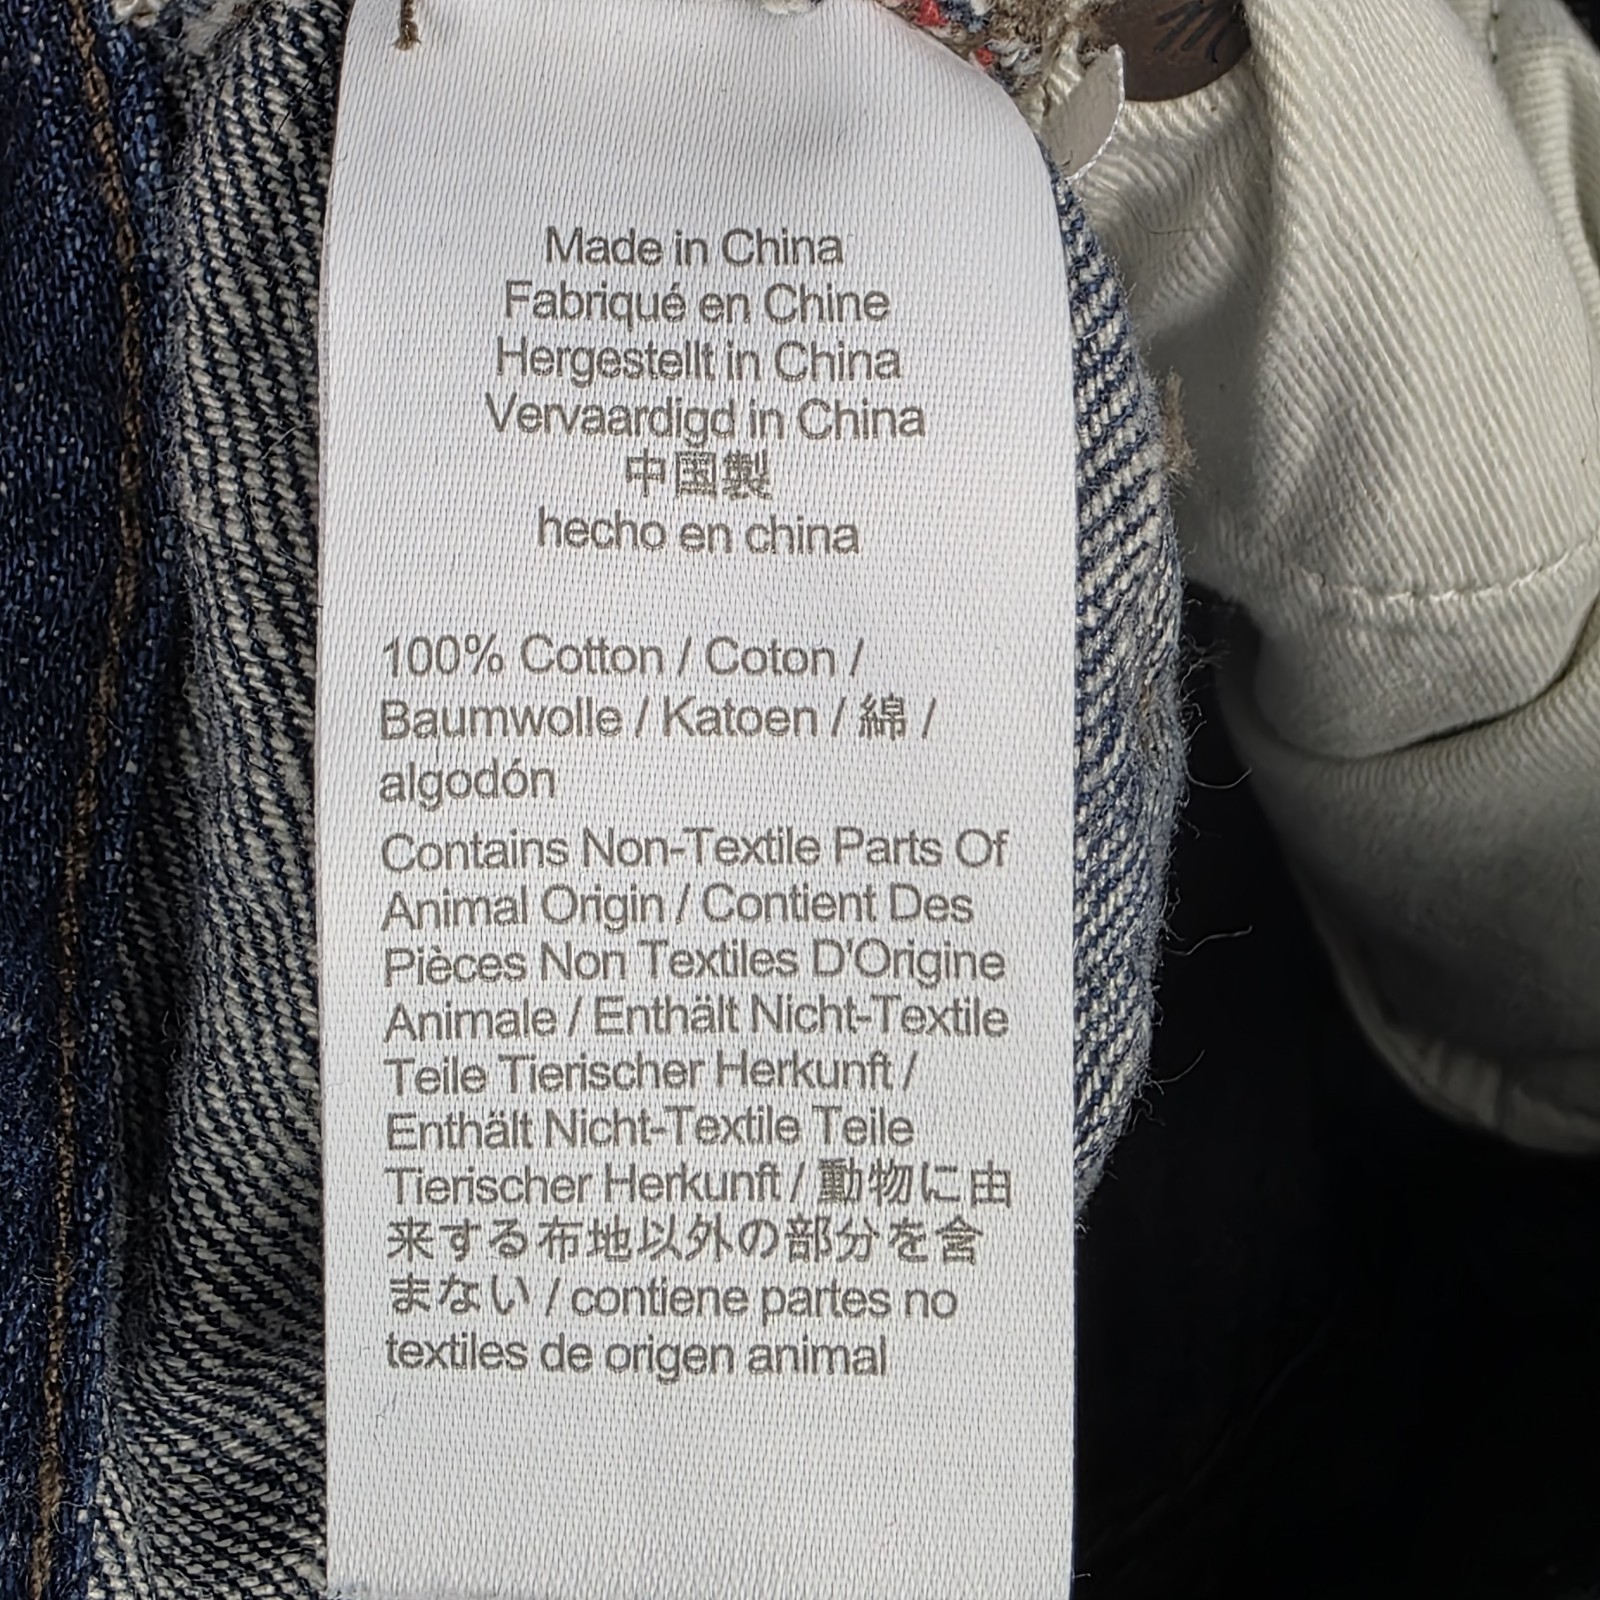 Made in China
Fabriqué en Chine
Hergestellt in China
Vervaardigd in China
中国製
hecho en china
100% Cotton / Coton /
Baumwolle / Katoen / 綿 /
algodón
Contains Non-Textile Parts Of
Animal Origin / Contient Des
Pièces Non Textiles D'Origine
Animale / Enthält Nicht-Textile
Teile Tierischer Herkunft /
Enthält Nicht-Textile Teile
Tierischer Herkunft / 動物に由
来する布地以外の部分を含
まない / contiene partes no
textiles de origen animal